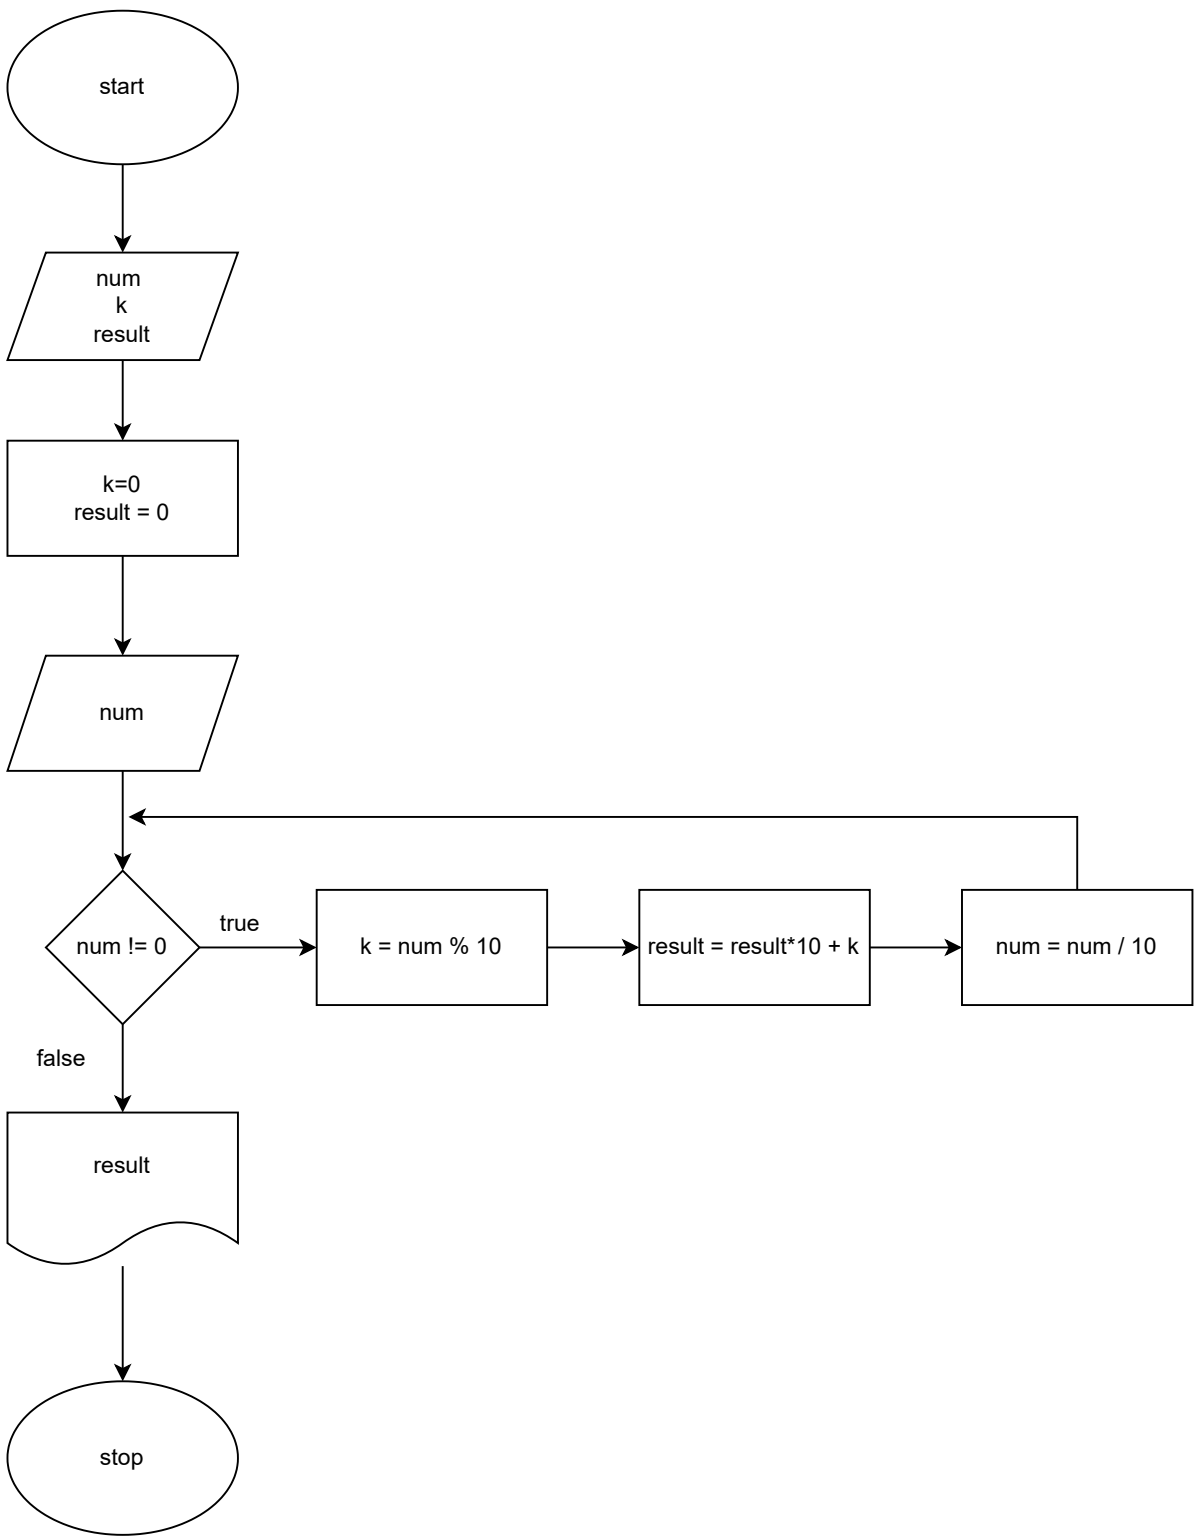 start
num
k
result
k=0
result = 0
num
num != 0
true
k = num % 10
result = result*10 + k
num = num / 10
false
result
stop